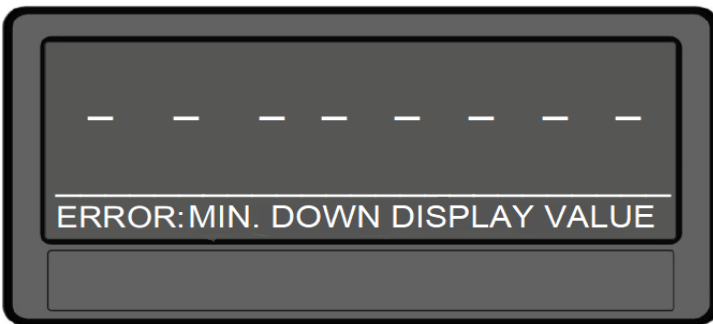 – – – – – – – –
ERROR:MIN. DOWN DISPLAY VALUE